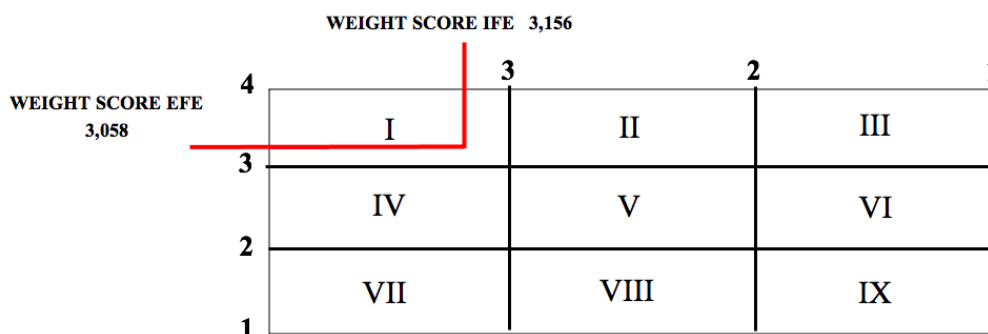 WEIGHT SCORE IFE 3,156
4 3 2 1
WEIGHT SCORE EFE
3,058
I II III
3
IV V VI
2
VII VIII IX
1